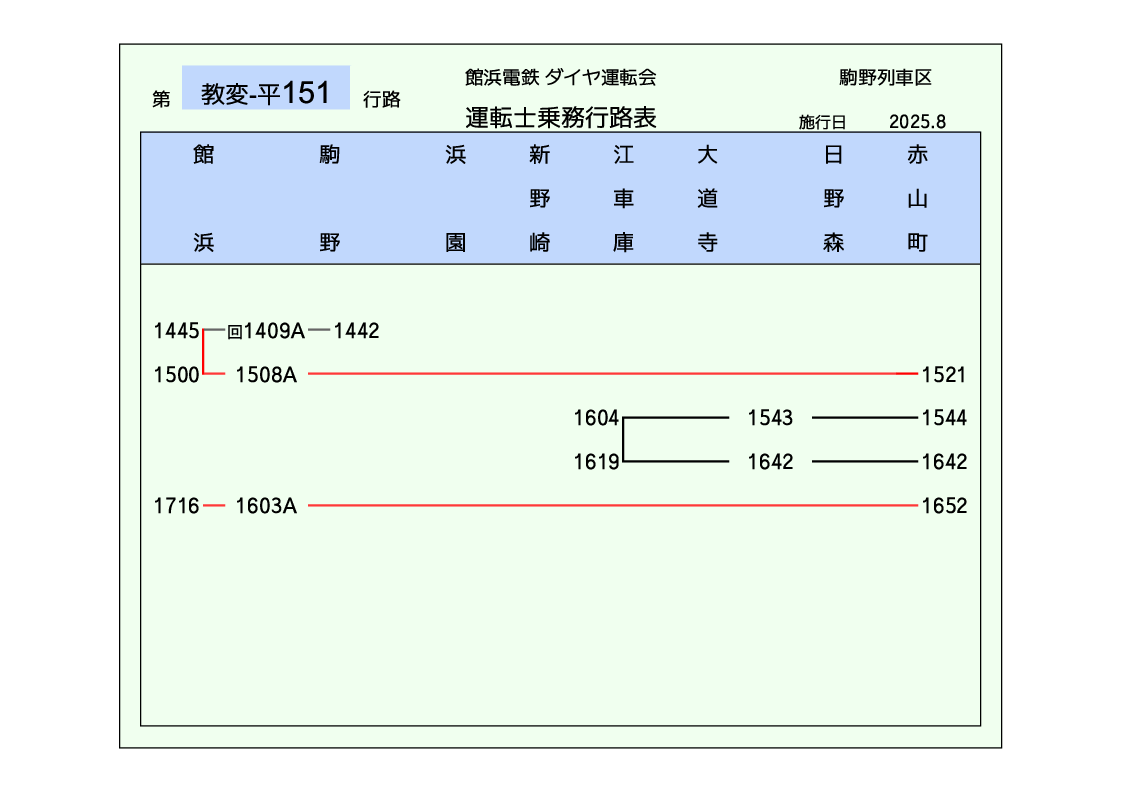 第 教変-平151 行路
館浜電鉄 ダイヤ運転会
運転士乗務行路表
駒野列車区
施行日 2025.8
館浜 駒野 浜園 新野崎 江車庫 大道寺 日野森 赤山町
1445 回1409A 1442
1500 1508A 1521
1604 1543 1544
1619 1642 1642
1716 1603A 1652